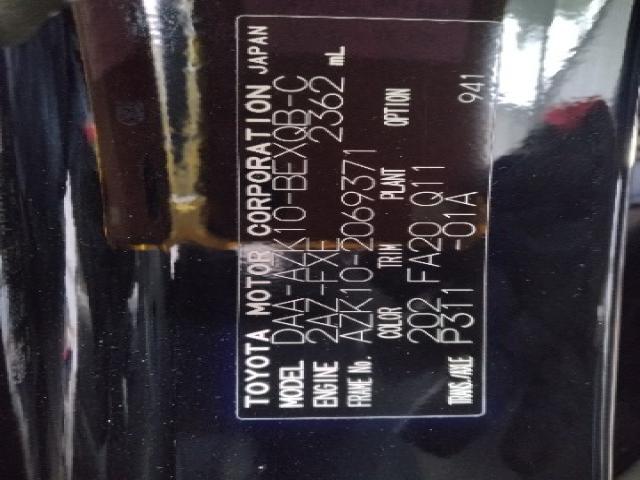 TOYOTA MOTOR CORPORATION JAPAN
MODEL DAA-AZK10-BEXQB-C
ENGINE 2AZ-FXE 2362 mL
FRAME No. AZK10-2069371
COLOR TRIM PLANT OPTION
202 FA20 Q11
TRANS/AXLE P311 -01A 941